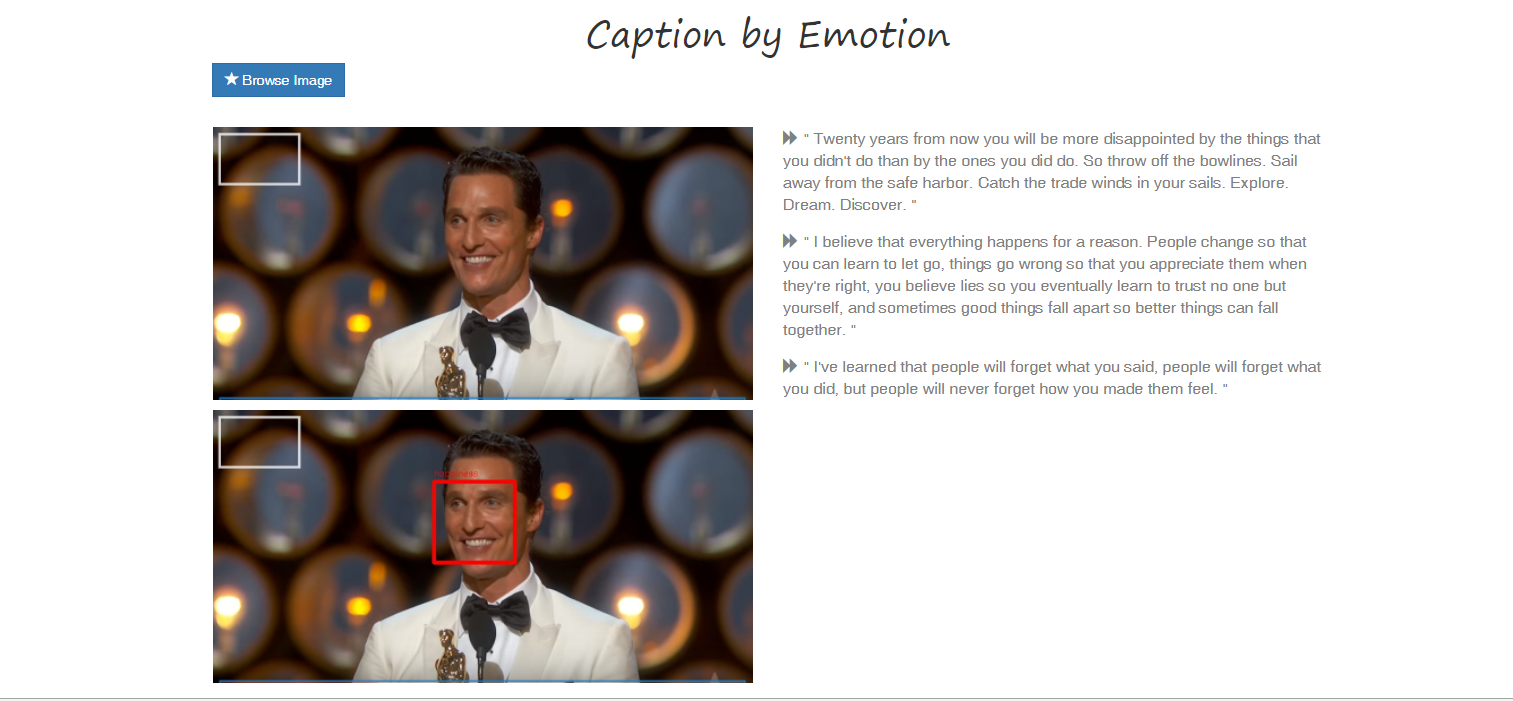 Caption by Emotion
Browse Image
" Twenty years from now you will be more disappointed by the things that
you didn't do than by the ones you did do. So throw off the bowlines. Sail
away from the safe harbor. Catch the trade winds in your sails. Explore.
Dream. Discover. "
" I believe that everything happens for a reason. People change so that
you can learn to let go, things go wrong so that you appreciate them when
they're right, you believe lies so you eventually learn to trust no one but
yourself, and sometimes good things fall apart so better things can fall
together. "
" I've learned that people will forget what you said, people will forget what
you did, but people will never forget how you made them feel. "